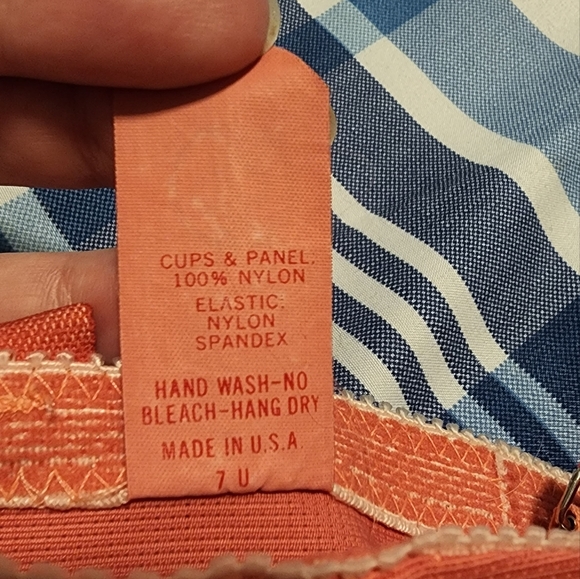 CUPS & PANEL:
100% NYLON
ELASTIC:
NYLON
SPANDEX
HAND WASH-NO
BLEACH-HANG DRY
MADE IN U.S.A
7 U